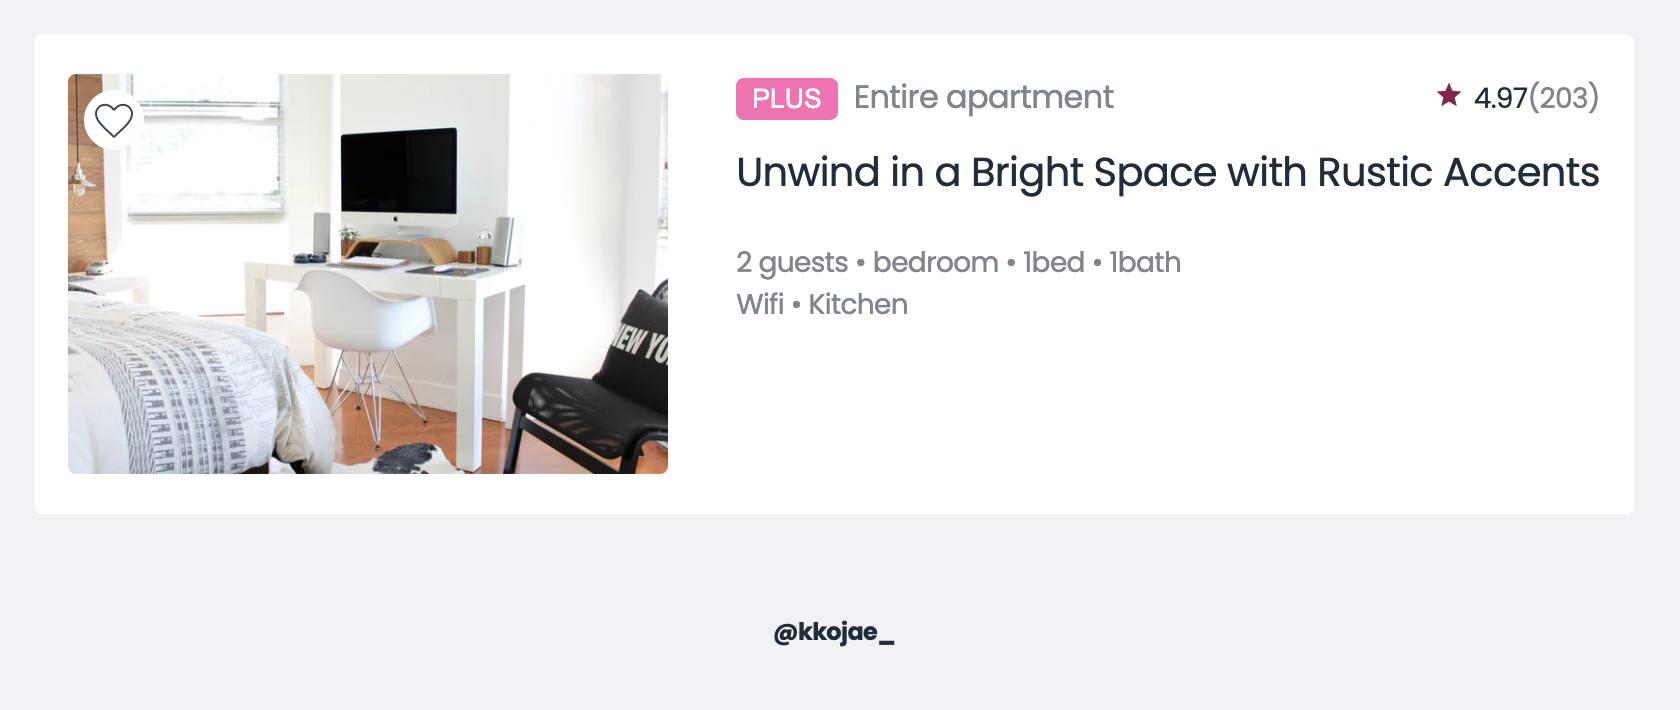 PLUS Entire apartment ★ 4.97(203)
Unwind in a Bright Space with Rustic Accents
2 guests • bedroom • 1bed • 1bath
Wifi • Kitchen
NEW YO
@kkojae_